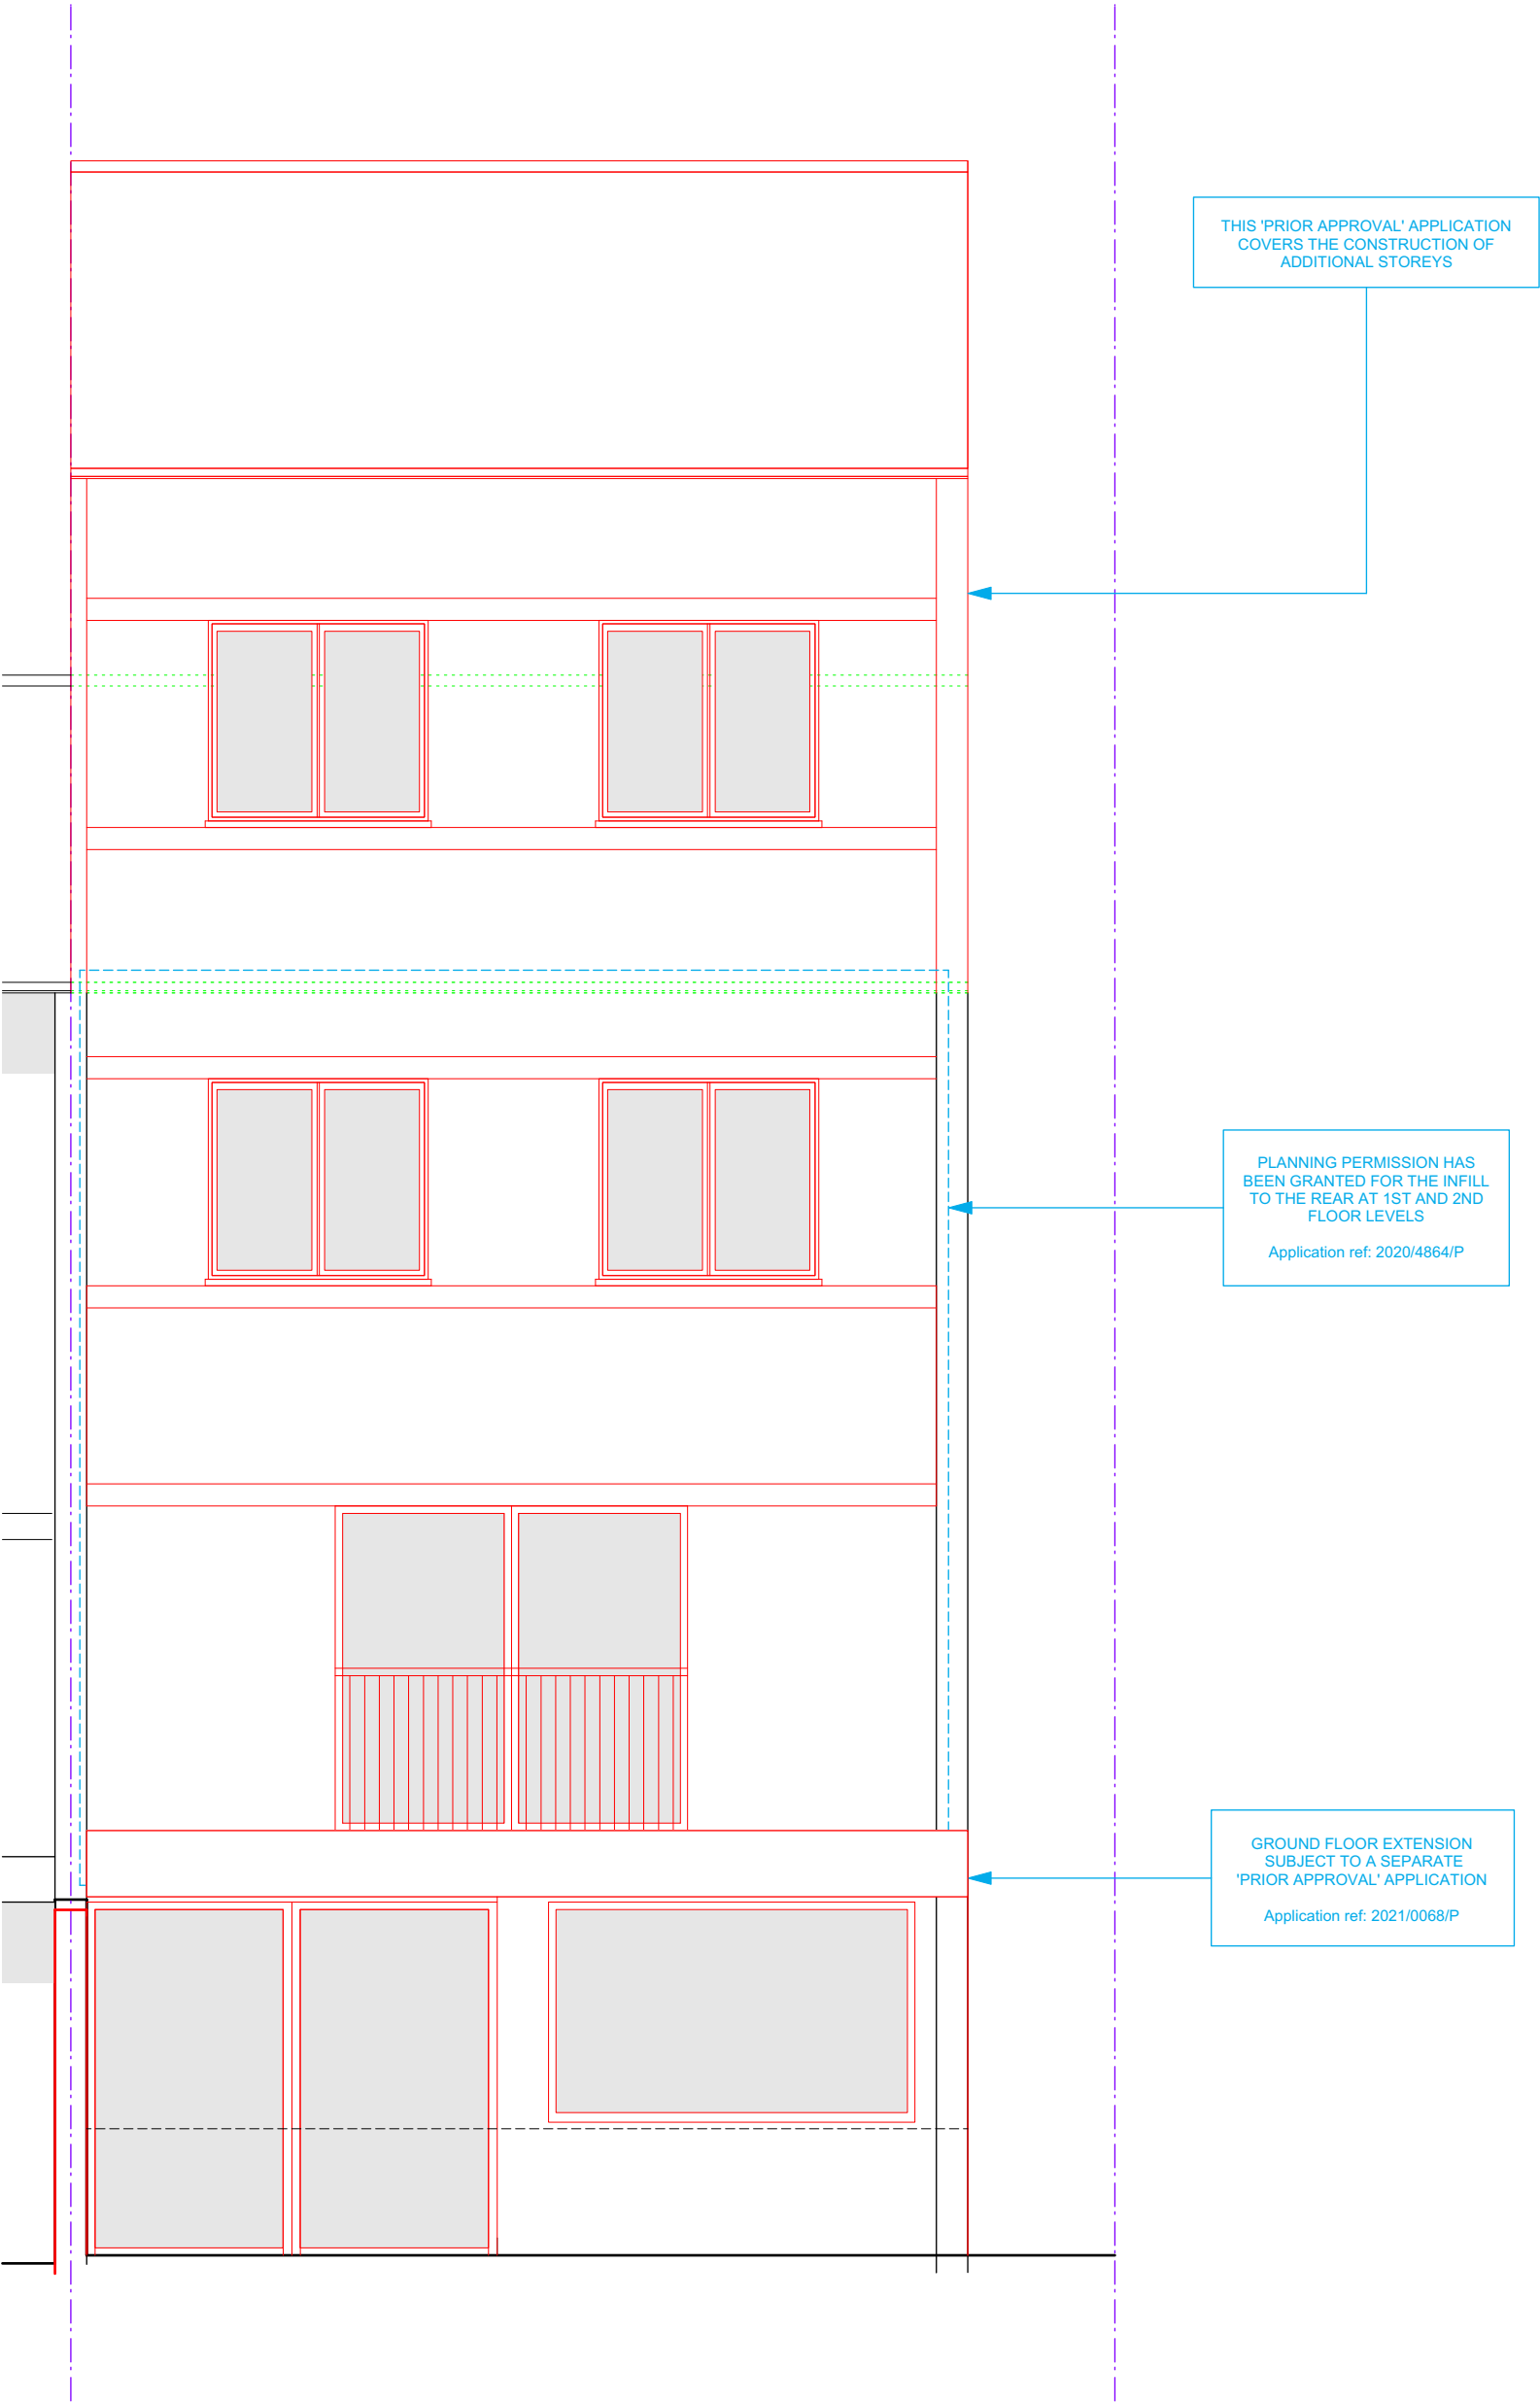 THIS 'PRIOR APPROVAL' APPLICATION
COVERS THE CONSTRUCTION OF
ADDITIONAL STOREYS
PLANNING PERMISSION HAS
BEEN GRANTED FOR THE INFILL
TO THE REAR AT 1ST AND 2ND
FLOOR LEVELS
Application ref: 2020/4864/P
GROUND FLOOR EXTENSION
SUBJECT TO A SEPARATE
'PRIOR APPROVAL' APPLICATION
Application ref: 2021/0068/P